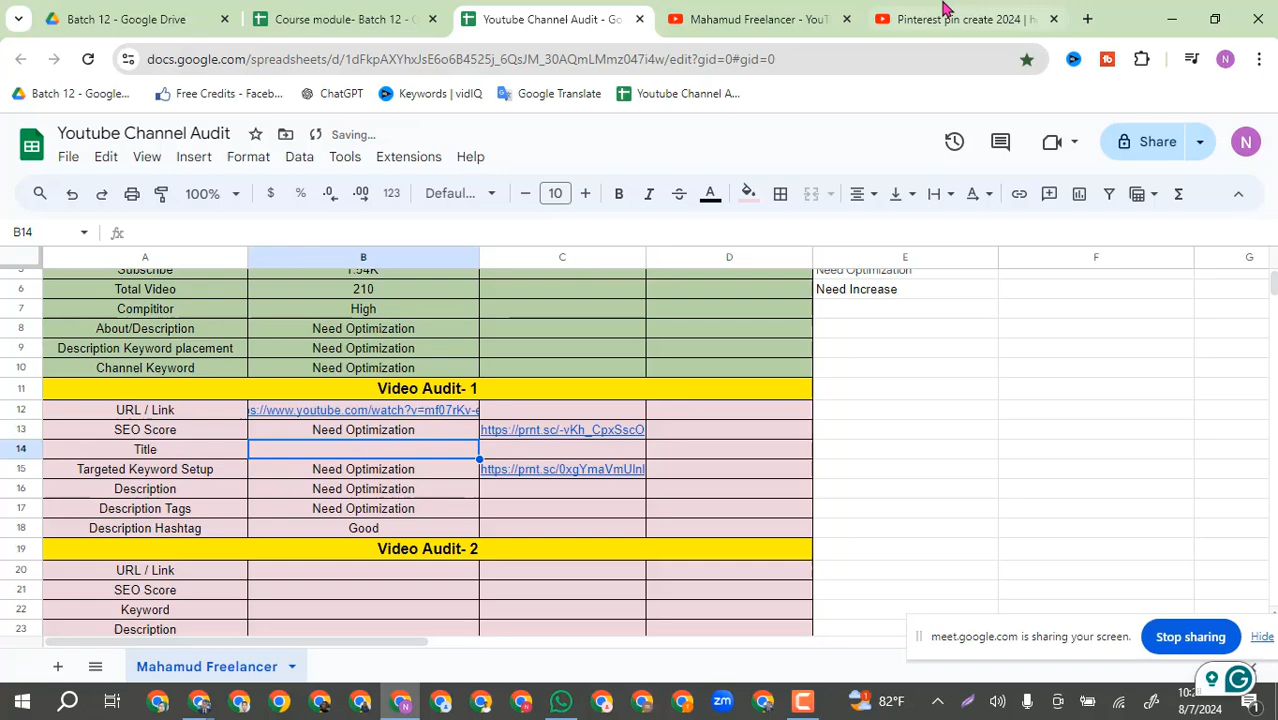 Batch 12 - Google Drive
Course module- Batch 12 -
Youtube Channel Audit - Go
Mahamud Freelancer - YouT
Pinterest pin create 2024 | h
docs.google.com/spreadsheets/d/1dFkpAXYhxJsE6o6B4525j_6QsJM_30AQmLMmz047i4w/edit?gid=0#gid=0
Batch 12 - Google...
Free Credits - Faceb...
ChatGPT
Keywords | vidIQ
Google Translate
Youtube Channel A...
Youtube Channel Audit
Saving...
Share
N
File Edit View Insert Format Data Tools Extensions Help
100% $ % .0 .00 123 Defaul... 10 B I A
B14
A B C D E F G
5 Subscribe 1.54K Need Optimization
6 Total Video 210 Need Increase
7 Compititor High
8 About/Description Need Optimization
9 Description Keyword placement Need Optimization
10 Channel Keyword Need Optimization
11 Video Audit- 1
12 URL / Link s://www.youtube.com/watch?v=mf07rKv-e
13 SEO Score Need Optimization https://prnt.sc/-vKh_CpxSscO
14 Title
15 Targeted Keyword Setup Need Optimization https://prnt.sc/0xgYmaVmUlnl
16 Description Need Optimization
17 Description Tags Need Optimization
18 Description Hashtag Good
19 Video Audit- 2
20 URL / Link
21 SEO Score
22 Keyword
23 Description
meet.google.com is sharing your screen.
Stop sharing
Hide
Mahamud Freelancer
82°F
8/7/2024